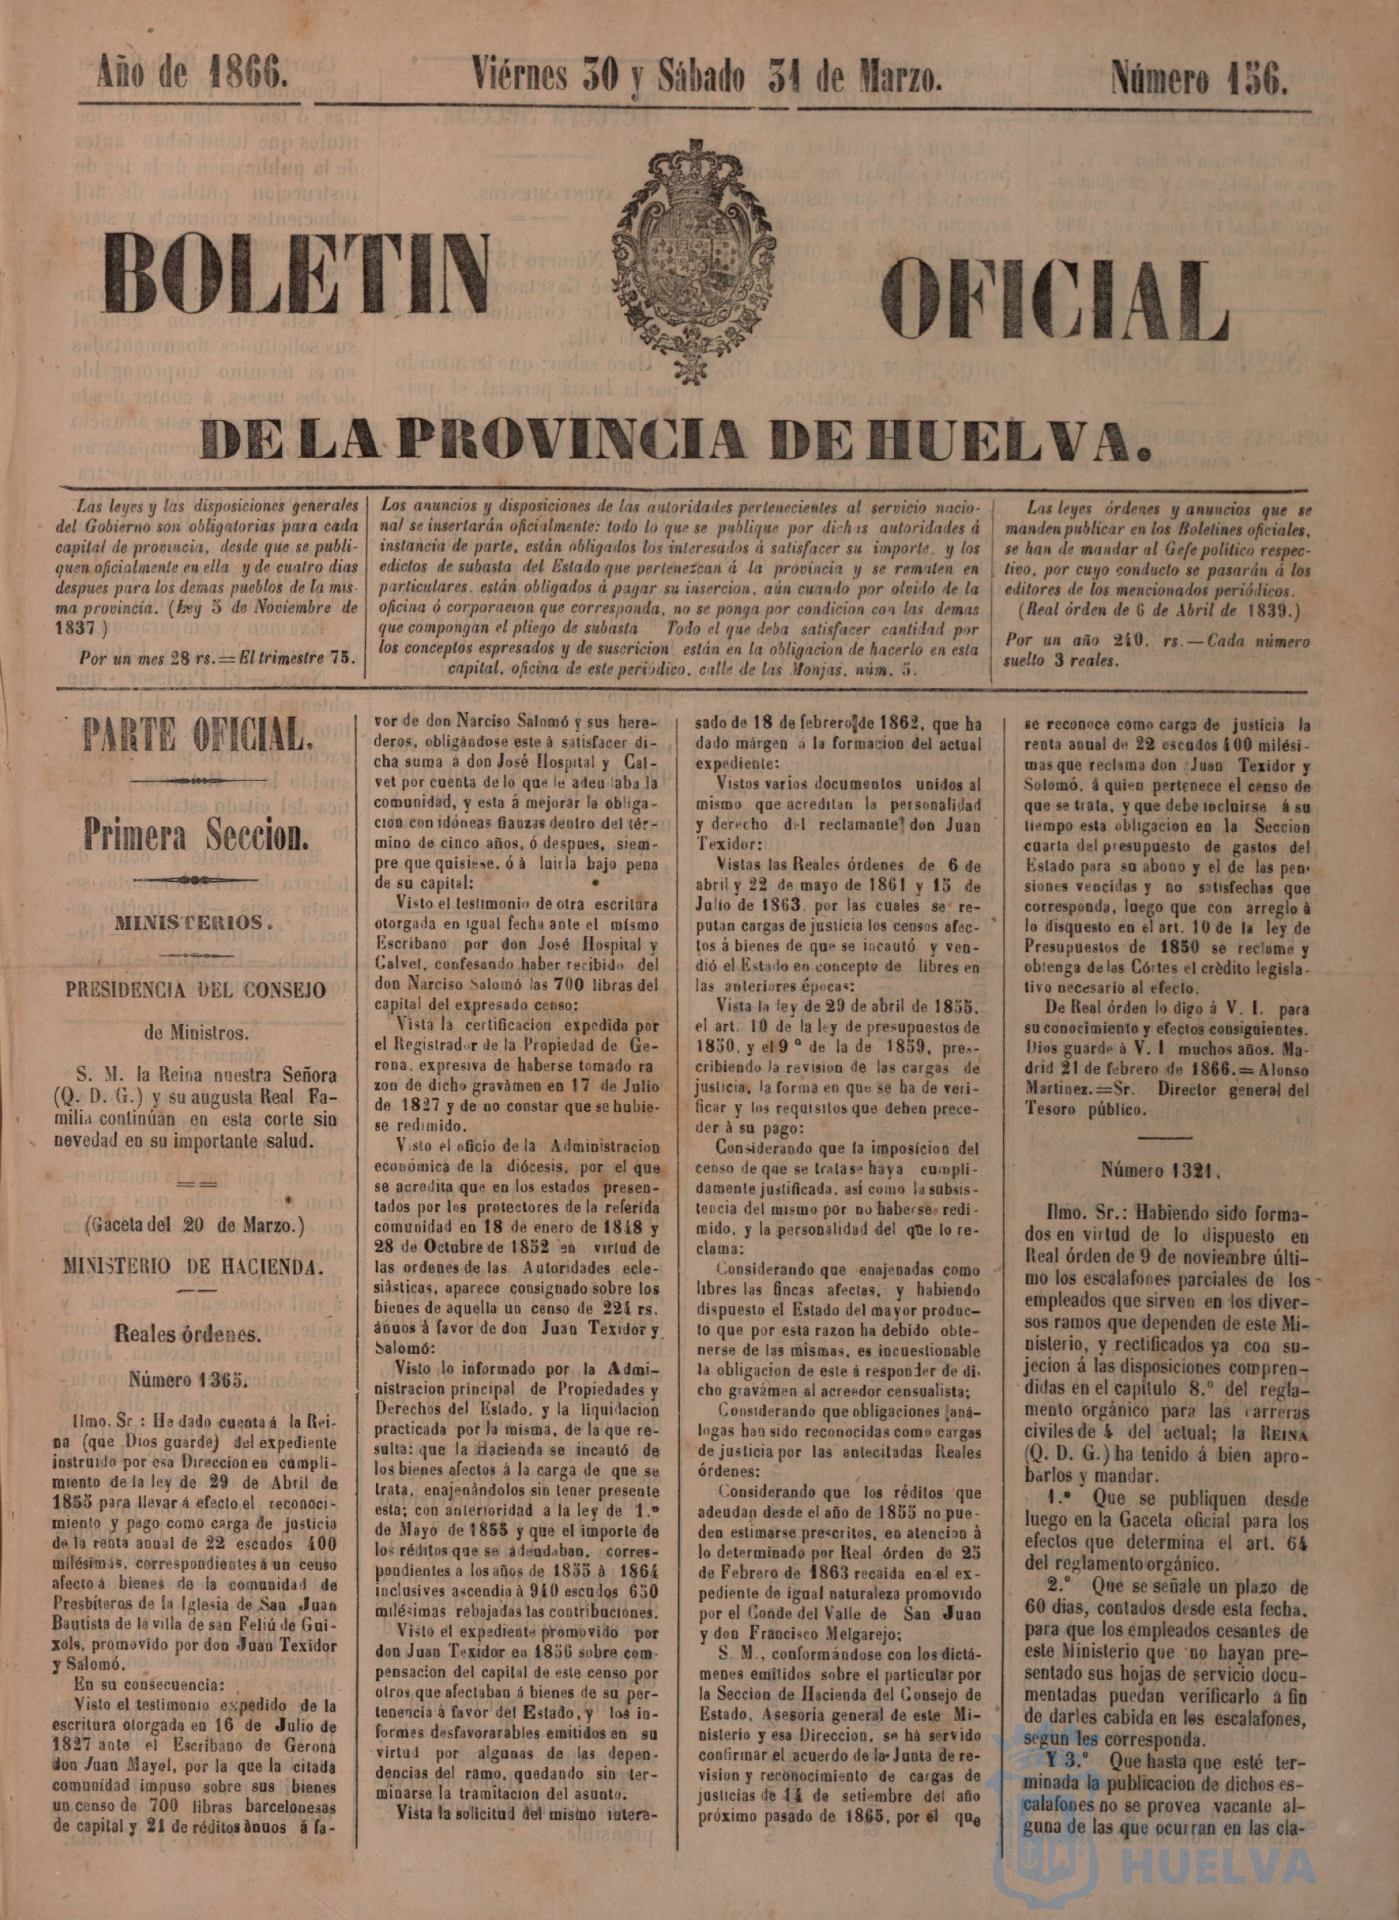 Año de 1866.
Viérnes 30 y Sábado 31 de Marzo.
Número 156.
BOLETIN OFICIAL
DE LA PROVINCIA DE HUELVA.
Las leyes y las disposiciones generales
del Gobierno son obligatorias para cada
capital de provincia, desde que se publi-
quen oficialmente en ella y de cuatro dias
despues para los demas pueblos de la mis-
ma provincia. (Ley 3 de Noviembre de
1837.)
Por un mes 28 rs.=El trimestre 75.
Los anuncios y disposiciones de las autoridades pertenecientes al servicio nacio-
nal se insertarán oficialmente: todo lo que se publique por dichas autoridades á
instancia de parte, están obligados los interesados á satisfacer su importe, y los
edictos de subasta del Estado que pertenezcan á la provincia y se rematen en
particulares, están obligados á pagar su insercion, aún cuando por olvido de la
oficina ó corporacion que corresponda, no se ponga por condicion con las demas
que compongan el pliego de subasta Todo el que deba satisfacer cantidad por
los conceptos espresados y de suscricion están en la obligacion de hacerlo en esta
capital, oficina de este periódico, calle de las Monjas, núm. 5.
Las leyes órdenes y anuncios que se
manden publicar en los Boletines oficiales,
se han de mandar al Gefe politico respec-
tivo, por cuyo conducto se pasarán á los
editores de los mencionados periódicos.
(Real órden de 6 de Abril de 1839.)
Por un año 240, rs.—Cada número
suelto 3 reales.
PARTE OFICIAL.
Primera Seccion.
MINISTERIOS.
PRESIDENCIA DEL CONSEJO
de Ministros.
S. M. la Reina nuestra Señora
(Q. D. G.) y su augusta Real Fa-
milia continúan en esta corte sin
novedad en su importante salud.
(Gaceta del 20 de Marzo.)
MINISTERIO DE HACIENDA.
Reales órdenes.
Número 1365.
Ilmo. Sr.: He dado cuenta á la Rei-
na (que Dios guarde) del expediente
instruido por esa Direccion en cumpli-
miento de la ley de 29 de Abril de
1855 para llevar á efecto el reconoci-
miento y pago como carga de justicia
de la renta anual de 22 escudos 400
milésimas, correspondientes á un censo
afecto á bienes de la comunidad de
Presbíteros de la Iglesia de San Juan
Bautista de la villa de san Feliú de Gui-
xols, promovido por don Juan Texidor
y Salomó.
En su consecuencia:
Visto el testimonio expedido de la
escritura otorgada en 16 de Julio de
1827 ante el Escribano de Gerona
don Juan Mayel, por la que la citada
comunidad impuso sobre sus bienes
un censo de 700 libras barcelonesas
de capital y 21 de réditos ànuos á fa-
vor de don Narciso Salomó y sus here-
deros, obligándose este à satisfacer di-
cha suma á don José Hospital y Cal-
vet por cuenta de lo que le adeudaba la
comunidad, y esta á mejorar la obliga-
cion con idóneas fianzas dentro del tér-
mino de cinco años, ó despues, siem-
pre que quisiese, ó à luirla bajo pena
de su capital:
Visto el testimonio de otra escritura
otorgada en igual fecha ante el mismo
Escribano por don José Hospital y
Calvet, confesando haber recibido del
don Narciso Salomó las 700 libras del
capital del expresado censo:
Vista la certificacion expedida por
el Registrador de la Propiedad de Ge-
rona, expresiva de haberse tomado ra
zon de dicho gravámen en 17 de Julio
de 1827 y de no constar que se hubie-
se redimido.
Visto el oficio de la Administracion
económica de la diócesis, por el que
se acredita que en los estados presen-
tados por los protectores de la referida
comunidad en 18 de enero de 1848 y
28 de Octubre de 1852 en virtud de
las ordenes de las Autoridades ecle-
siàsticas, aparece consignado sobre los
bienes de aquella un censo de 224 rs.
ánuos à favor de don Juan Texidor y
Salomó:
Visto lo informado por la Admi-
nistracion principal de Propiedades y
Derechos del Estado, y la liquidacion
practicada por la misma, de la que re-
sulta: que la Hacienda se incautó de
los bienes afectos à la carga de que se
trata, enajenàndolos sin tener presente
esta; con anterioridad a la ley de 1.º
de Mayo de 1855 y que el importe de
los réditos que se adeudaban, corres-
pondientes a los años de 1855 à 1864
inclusives ascendia à 940 escudos 650
milésimas rebajadas las contribuciones.
Visto el expediente promovido por
don Juan Texidor en 1856 sobre com-
pensacion del capital de este censo por
otros que afectaban á bienes de su per-
tenencia á favor del Estado, y los in-
formes desfavorarables emitidos en su
virtud por algunas de las depen-
dencias del ramo, quedando sin ter-
minarse la tramitacion del asunto.
Vista la solicitud del mismo intere-
sado de 18 de febrero de 1862, que ha
dado márgen á la formacion del actual
expediente:
Vistos varios documentos unidos al
mismo que acreditan la personalidad
y derecho del reclamante don Juan
Texidor:
Vistas las Reales órdenes de 6 de
abril y 22 de mayo de 1861 y 15 de
Julio de 1863, por las cuales se re-
putan cargas de justicia los censos afec-
tos á bienes de que se incautó y ven-
dió el Estado en concepto de libres en
las anteriores épocas:
Vista la ley de 29 de abril de 1855,
el art. 10 de la ley de presupuestos de
1850, y el 9º de la de 1859, pres-
cribiendo la revision de las cargas de
justicia, la forma en que se ha de veri-
ficar y los requisitos que deben prece-
der à su pago:
Considerando que la imposícion del
censo de que se tratase haya cumpli-
damente justificada, así como la subsis-
tencia del mismo por no haberse redi-
mido, y la personalidad del que lo re-
clama:
Considerando que enajenadas como
libres las fincas afectas, y habiendo
dispuesto el Estado del mayor produc-
to que por esta razon ha debido obte-
nerse de las mismas, es incuestionable
la obligacion de este á responder de di-
cho gravámen al acreedor censualista;
Considerando que obligaciones aná-
logas han sido reconocidas como cargas
de justicia por las antecitadas Reales
órdenes:
Considerando que los réditos que
adeudan desde el año de 1855 no pue-
den estimarse prescritos, en atencion à
lo determinado por Real órden de 25
de Febrero de 1863 recaida en el ex-
pediente de igual naturaleza promovido
por el Conde del Valle de San Juan
y don Francisco Melgarejo;
S. M., conformándose con los dictá-
menes emitidos sobre el particular por
la Seccion de Hacienda del Consejo de
Estado, Asesoría general de este Mi-
nisterio y esa Direccion, se hà servido
confirmar el acuerdo de la Junta de re-
vision y reconocimiento de cargas de
justicias de 14 de setiembre del año
próximo pasado de 1865, por el que
se reconoce como carga de justicia la
renta anual de 22 escudos 400 milési-
mas que reclama don Juan Texidor y
Solomó, á quien pertenece el censo de
que se trata, y que debe incluirse á su
tiempo esta obligacion en la Seccion
cuarta del presupuesto de gastos del
Estado para su abono y el de las pen-
siones vencidas y no satisfechas que
corresponda, luego que con arreglo à
lo disquesto en el art. 10 de la ley de
Presupuestos de 1850 se reclame y
obtenga de las Córtes el crèdito legisla-
tivo necesario al efecto.
De Real órden lo digo á V. I. para
su conocimiento y efectos consiguientes.
Dios guarde à V. I muchos años. Ma-
drid 21 de febrero de 1866.=Alonso
Martinez.=Sr. Director general del
Tesoro público.
Número 1321.
Ilmo. Sr.: Habiendo sido forma-
dos en virtud de lo dispuesto en
Real órden de 9 de noviembre últi-
mo los escalafones parciales de los
empleados que sirven en los diver-
sos ramos que dependen de este Mi-
nisterio, y rectificados ya con su-
jecion á las disposiciones compren-
didas en el capítulo 8.º del regla-
mento orgánico para las carreras
civiles de 4 del actual; la REINA
(Q. D. G.) ha tenido á bien apro-
barlos y mandar.
1.º Que se publiquen desde
luego en la Gaceta oficial para los
efectos que determina el art. 64
del reglamento orgánico.
2.º Que se señale un plazo de
60 dias, contados desde esta fecha,
para que los empleados cesantes de
este Ministerio que no hayan pre-
sentado sus hojas de servicio docu-
mentadas puedan verificarlo á fin
de darles cabida en los escalafones,
segun les corresponda.
Y 3.º Que hasta que esté ter-
minada la publicacion de dichos es-
calafones no se provea vacante al-
guna de las que ocurran en las cla-
HUELVA